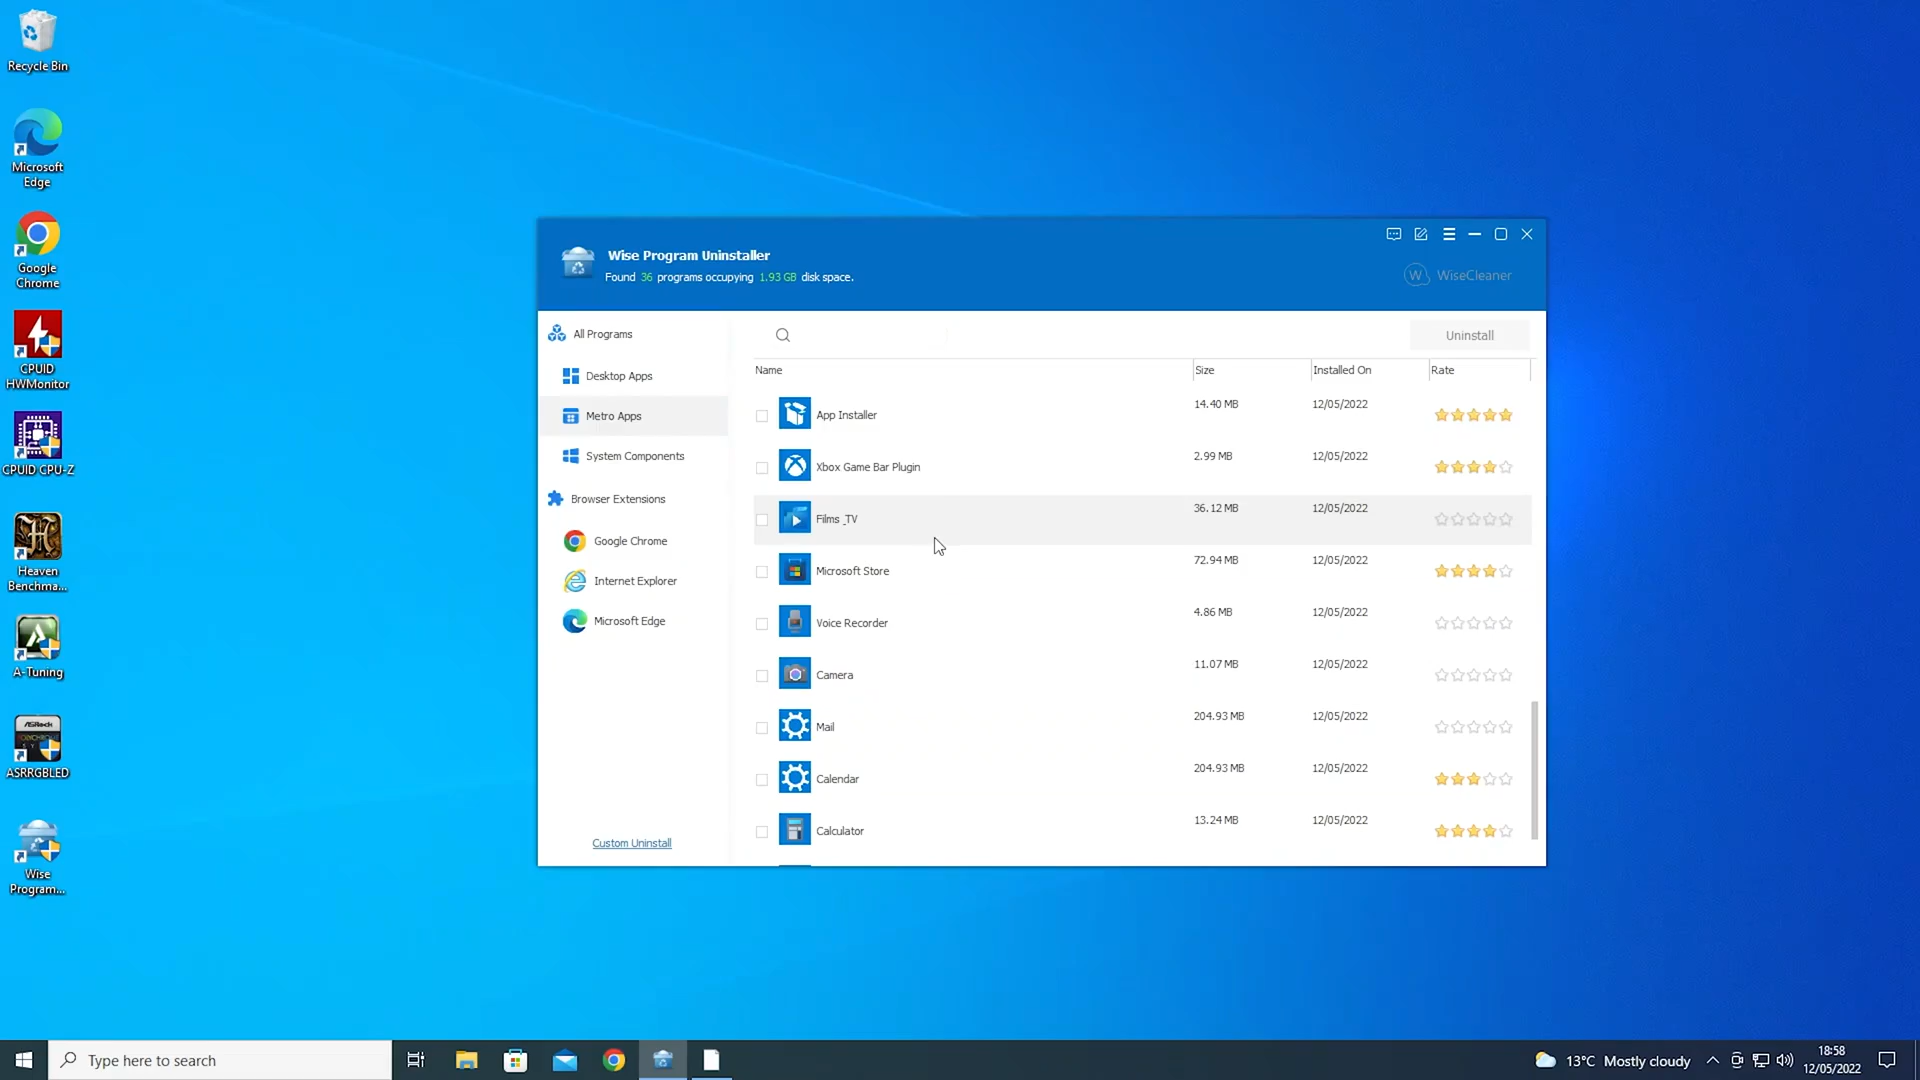 Recycle Bin
Microsoft
Edge
Google
Chrome
CPUID
HWMonitor
CPUID CPU-Z
Heaven
Benchma...
A-Tuning
ASRock
ASRRGBLED
Wise
Program...
Wise Program Uninstaller
Found 36 programs occupying 1.93 GB disk space.
W WiseCleaner
All Programs
Desktop Apps
Metro Apps
System Components
Browser Extensions
Google Chrome
Internet Explorer
Microsoft Edge
Custom Uninstall
Uninstall
Name Size Installed On Rate
App Installer 14.40 MB 12/05/2022
Xbox Game Bar Plugin 2.99 MB 12/05/2022
Films _TV 36.12 MB 12/05/2022
Microsoft Store 72.94 MB 12/05/2022
Voice Recorder 4.86 MB 12/05/2022
Camera 11.07 MB 12/05/2022
Mail 204.93 MB 12/05/2022
Calendar 204.93 MB 12/05/2022
Calculator 13.24 MB 12/05/2022
Type here to search
13°C Mostly cloudy
18:58
12/05/2022